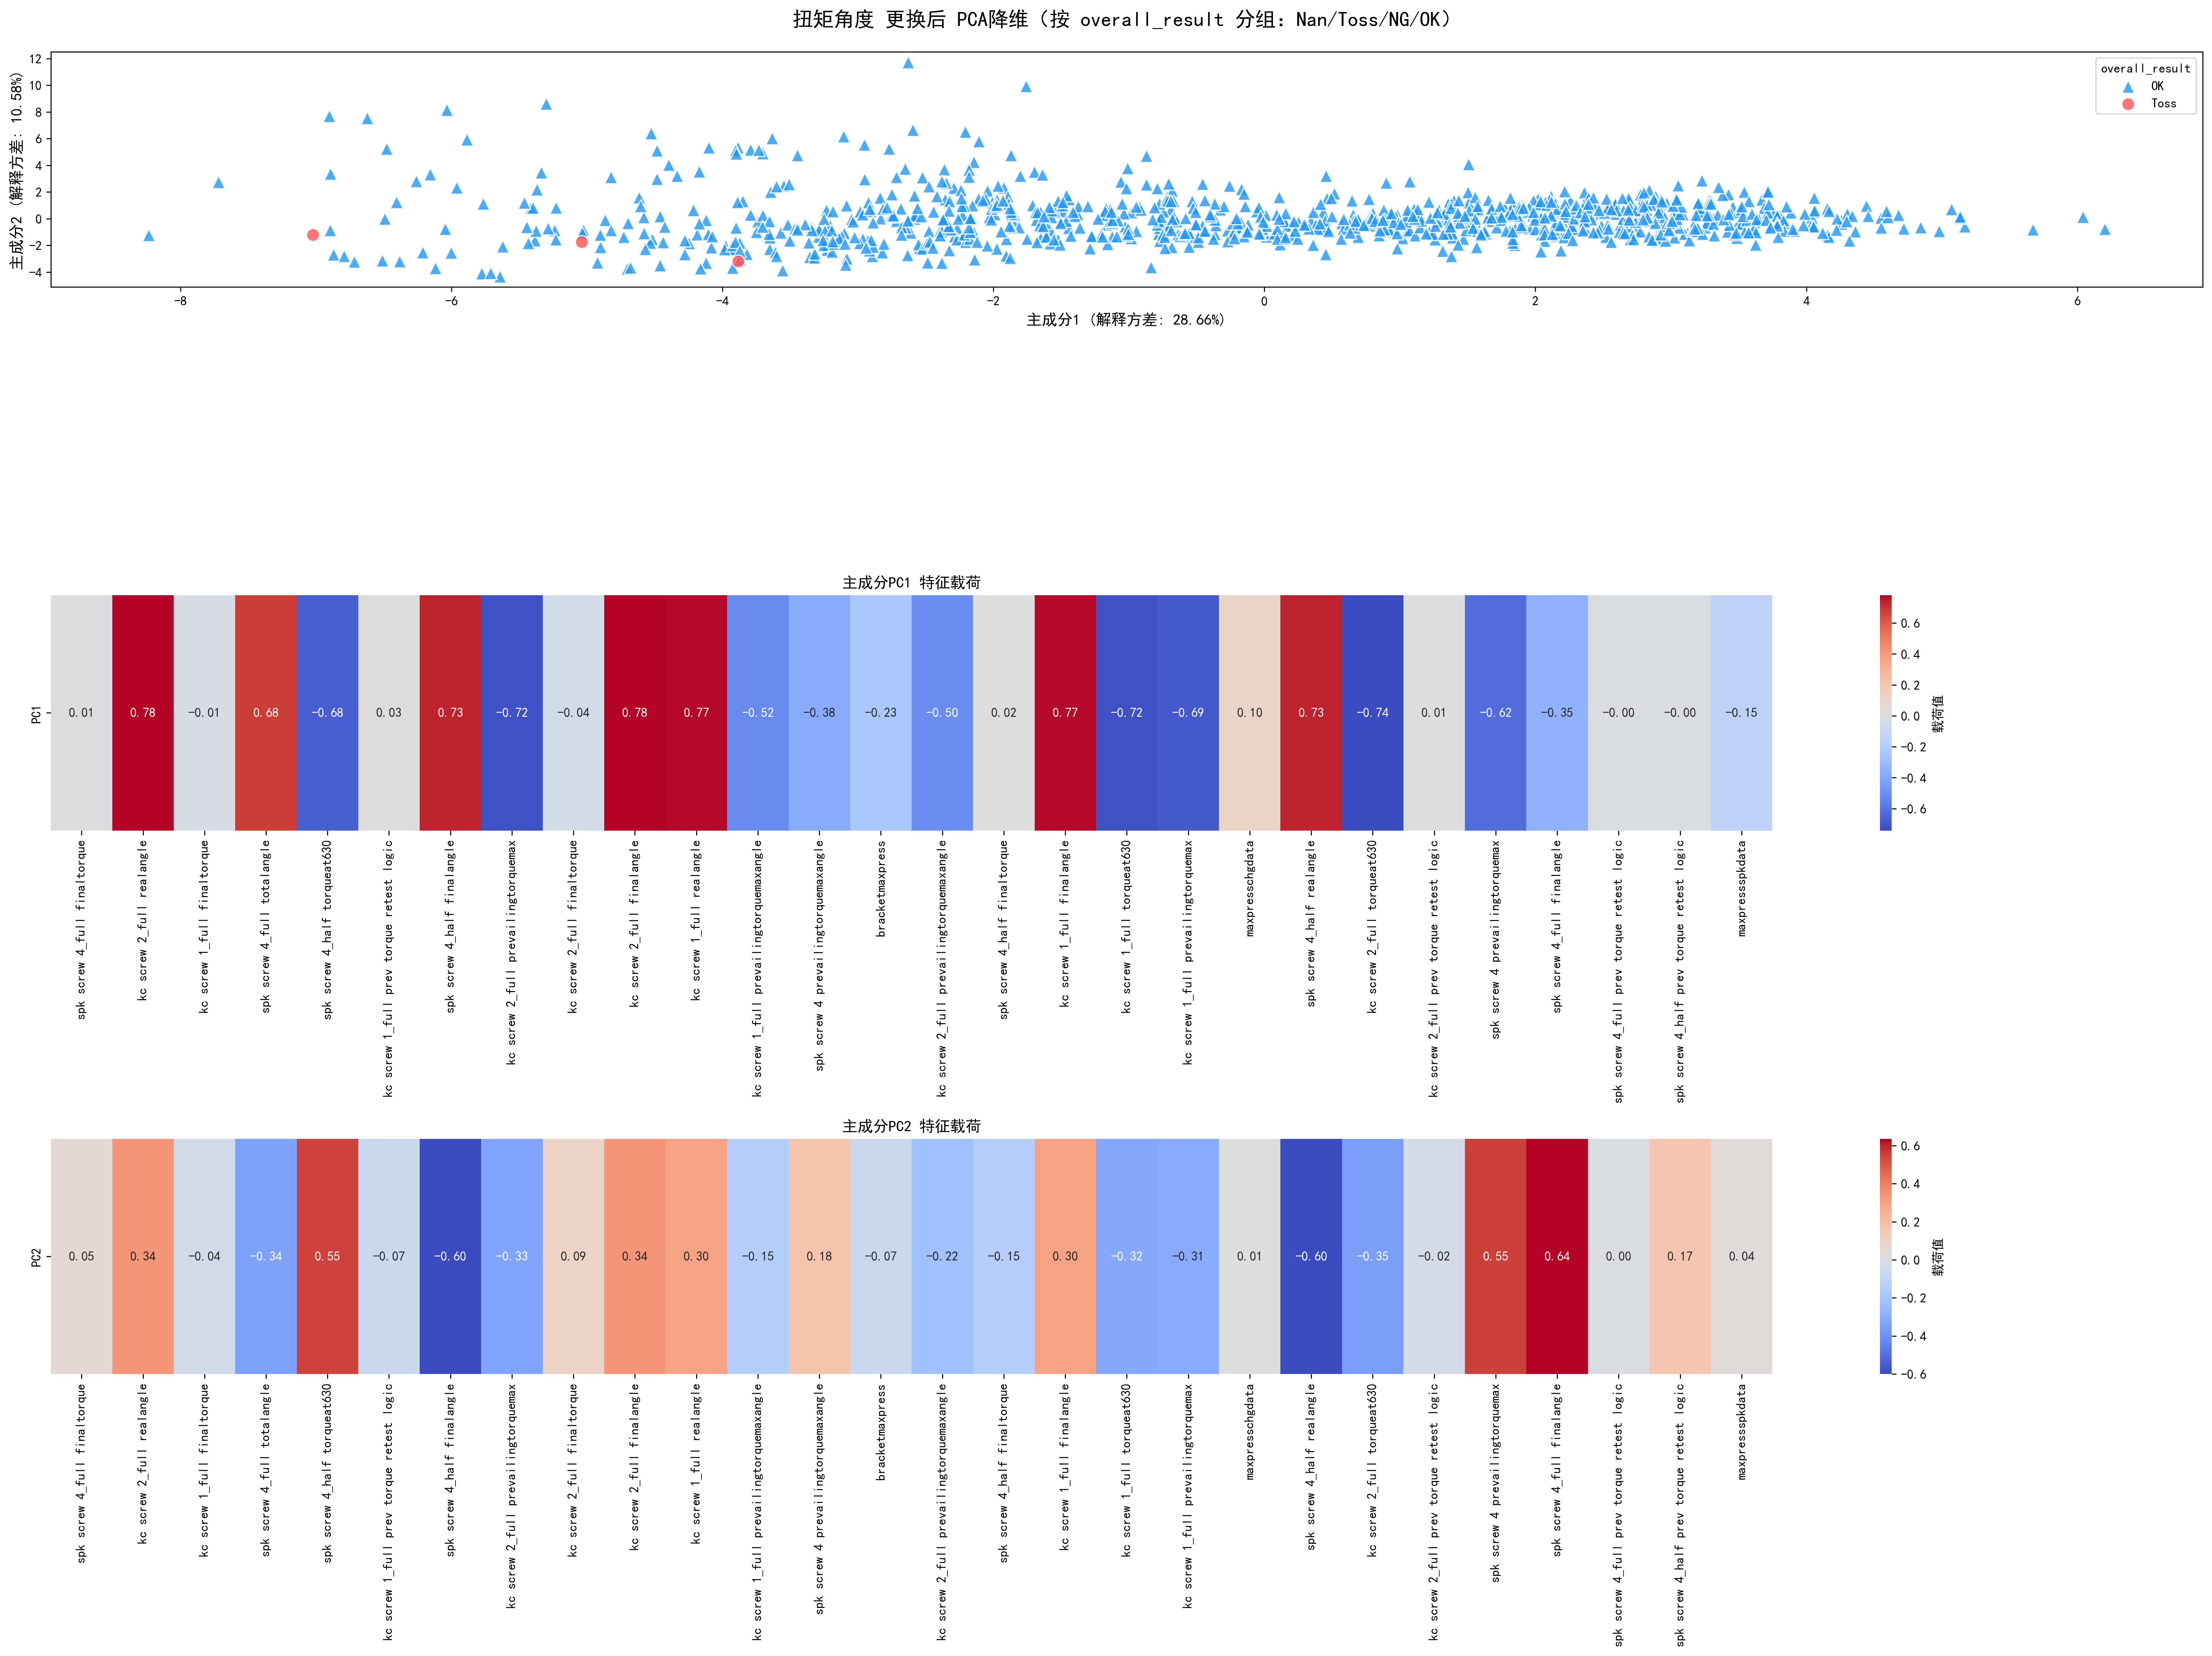 扭矩角度 更换后 PCA降维（按 overall_result 分组：Nan/Toss/NG/OK）
主成分2 (解释方差: 10.58%)
12
10
8
6
4
2
0
−2
−4
overall_result
OK
Toss
−8
−6
−4
−2
0
2
4
6
主成分1 (解释方差: 28.66%)
主成分PC1 特征载荷
PC1
0.01
0.78
−0.01
0.68
−0.68
0.03
0.73
−0.72
−0.04
0.78
0.77
−0.52
−0.38
−0.23
−0.50
0.02
0.77
−0.72
−0.69
0.10
0.73
−0.74
0.01
−0.62
−0.35
−0.00
−0.00
−0.15
0.6
0.4
0.2
0.0
−0.2
−0.4
−0.6
载荷值
spk screw 4_full finaltorque
kc screw 2_full realangle
kc screw 1_full finaltorque
spk screw 4_full totalangle
spk screw 4_half torqueat630
kc screw 1_full prev torque retest logic
spk screw 4_half finalangle
kc screw 2_full prevailingtorquemax
kc screw 2_full finaltorque
kc screw 2_full finalangle
kc screw 1_full realangle
kc screw 1_full prevailingtorquemaxangle
spk screw 4 prevailingtorquemaxangle
bracketmaxpress
kc screw 2_full prevailingtorquemaxangle
spk screw 4_half finaltorque
kc screw 1_full finalangle
kc screw 1_full torqueat630
kc screw 1_full prevailingtorquemax
maxpresschgdata
spk screw 4_half realangle
kc screw 2_full torqueat630
kc screw 2_full prev torque retest logic
spk screw 4 prevailingtorquemax
spk screw 4_full finalangle
spk screw 4_full prev torque retest logic
spk screw 4_half prev torque retest logic
maxpressspkdata
主成分PC2 特征载荷
PC2
0.05
0.34
−0.04
−0.34
0.55
−0.07
−0.60
−0.33
0.09
0.34
0.30
−0.15
0.18
−0.07
−0.22
−0.15
0.30
−0.32
−0.31
0.01
−0.60
−0.35
−0.02
0.55
0.64
0.00
0.17
0.04
0.6
0.4
0.2
0.0
−0.2
−0.4
−0.6
载荷值
spk screw 4_full finaltorque
kc screw 2_full realangle
kc screw 1_full finaltorque
spk screw 4_full totalangle
spk screw 4_half torqueat630
kc screw 1_full prev torque retest logic
spk screw 4_half finalangle
kc screw 2_full prevailingtorquemax
kc screw 2_full finaltorque
kc screw 2_full finalangle
kc screw 1_full realangle
kc screw 1_full prevailingtorquemaxangle
spk screw 4 prevailingtorquemaxangle
bracketmaxpress
kc screw 2_full prevailingtorquemaxangle
spk screw 4_half finaltorque
kc screw 1_full finalangle
kc screw 1_full torqueat630
kc screw 1_full prevailingtorquemax
maxpresschgdata
spk screw 4_half realangle
kc screw 2_full torqueat630
kc screw 2_full prev torque retest logic
spk screw 4 prevailingtorquemax
spk screw 4_full finalangle
spk screw 4_full prev torque retest logic
spk screw 4_half prev torque retest logic
maxpressspkdata